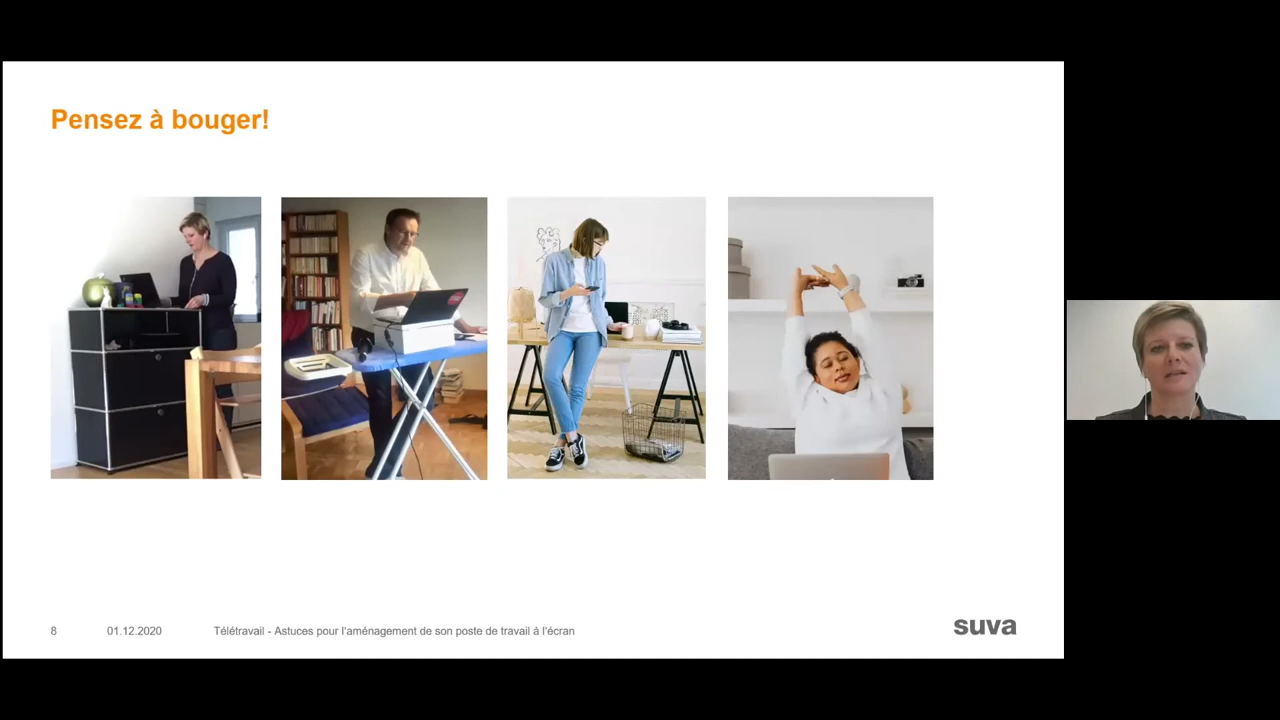 Pensez à bouger!
8
01.12.2020
Télétravail - Astuces pour l'aménagement de son poste de travail à l'écran
suva